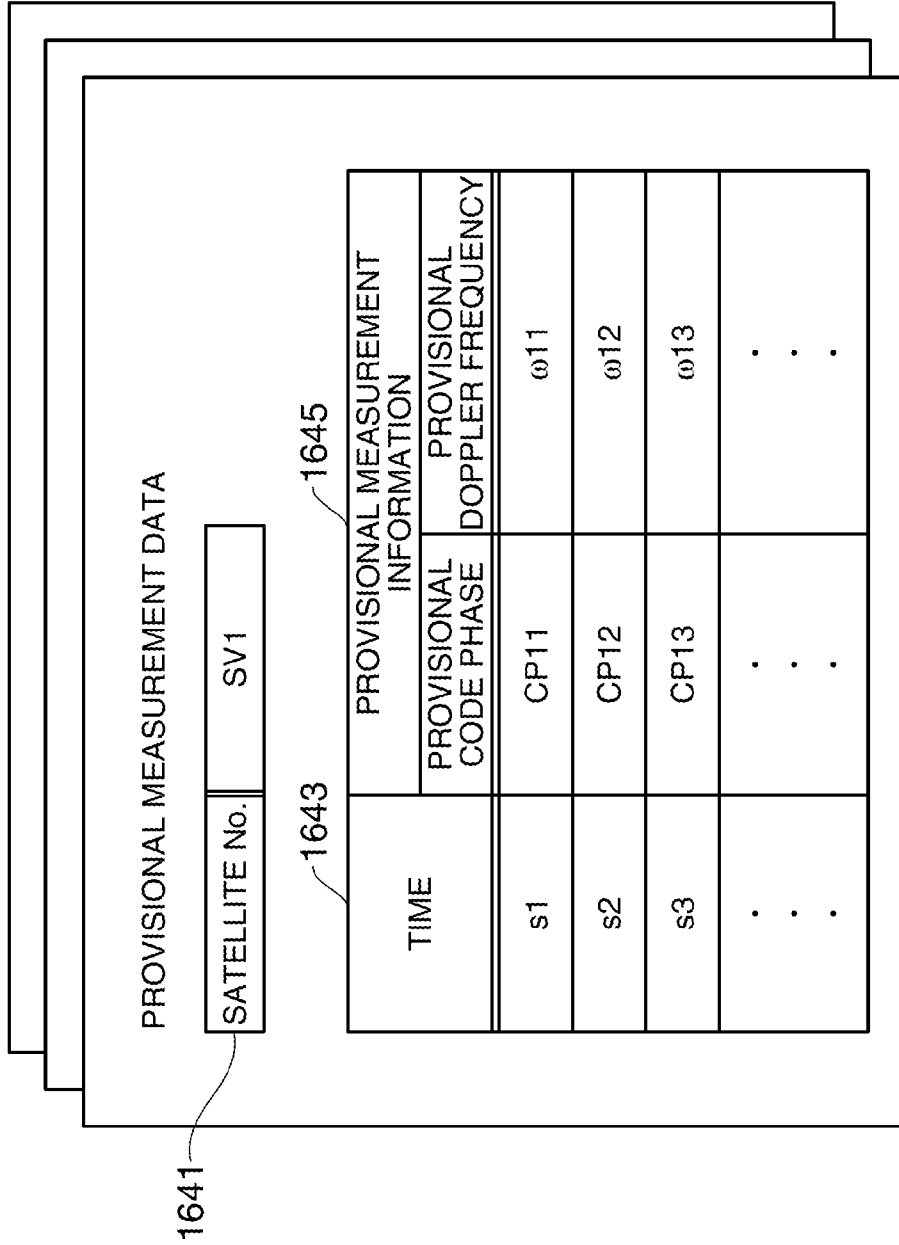 PROVISIONAL MEASUREMENT DATA
1641
SATELLITE No. SV1
1643
1645
TIME
PROVISIONAL MEASUREMENT
INFORMATION
PROVISIONAL
CODE PHASE
PROVISIONAL
DOPPLER FREQUENCY
s1 CP11 ω11
s2 CP12 ω12
s3 CP13 ω13
· · · · · · · · ·